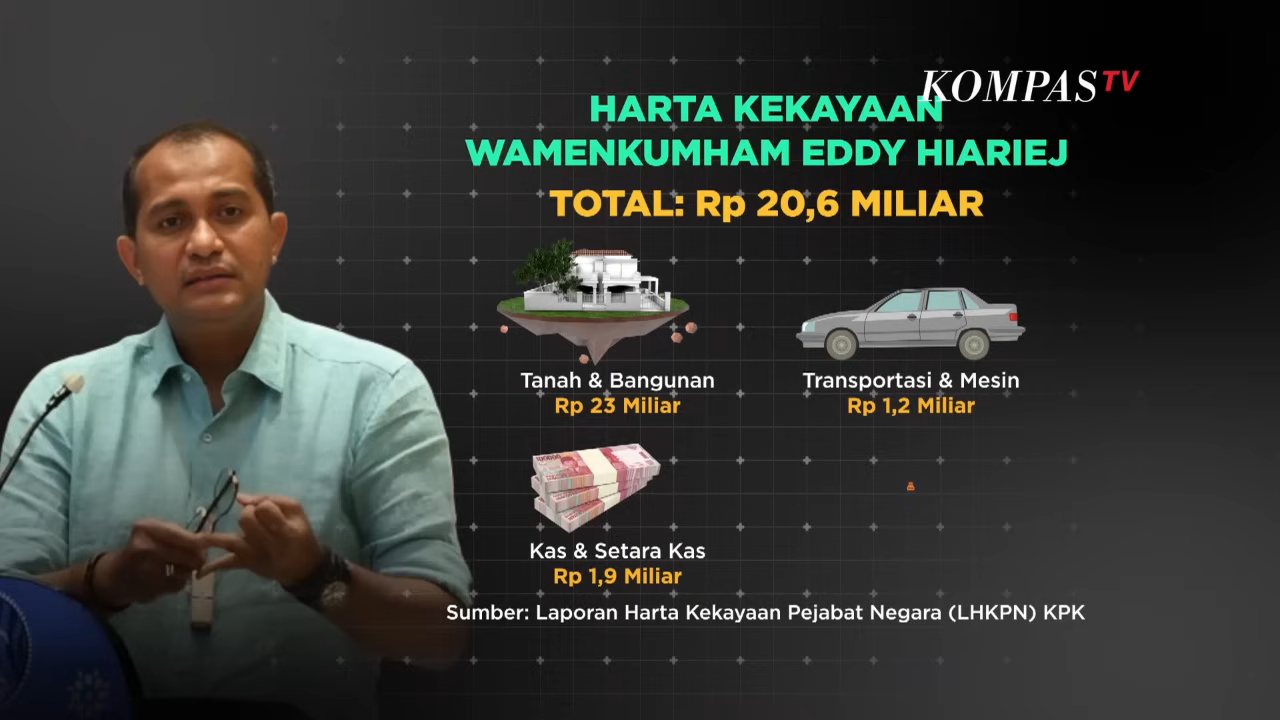 KOMPAS TV
HARTA KEKAYAAN
WAMENKUMHAM EDDY HIARIEJ
TOTAL: Rp 20,6 MILIAR
Tanah & Bangunan
Rp 23 Miliar
Transportasi & Mesin
Rp 1,2 Miliar
100000
Kas & Setara Kas
Rp 1,9 Miliar
Sumber: Laporan Harta Kekayaan Pejabat Negara (LHKPN) KPK